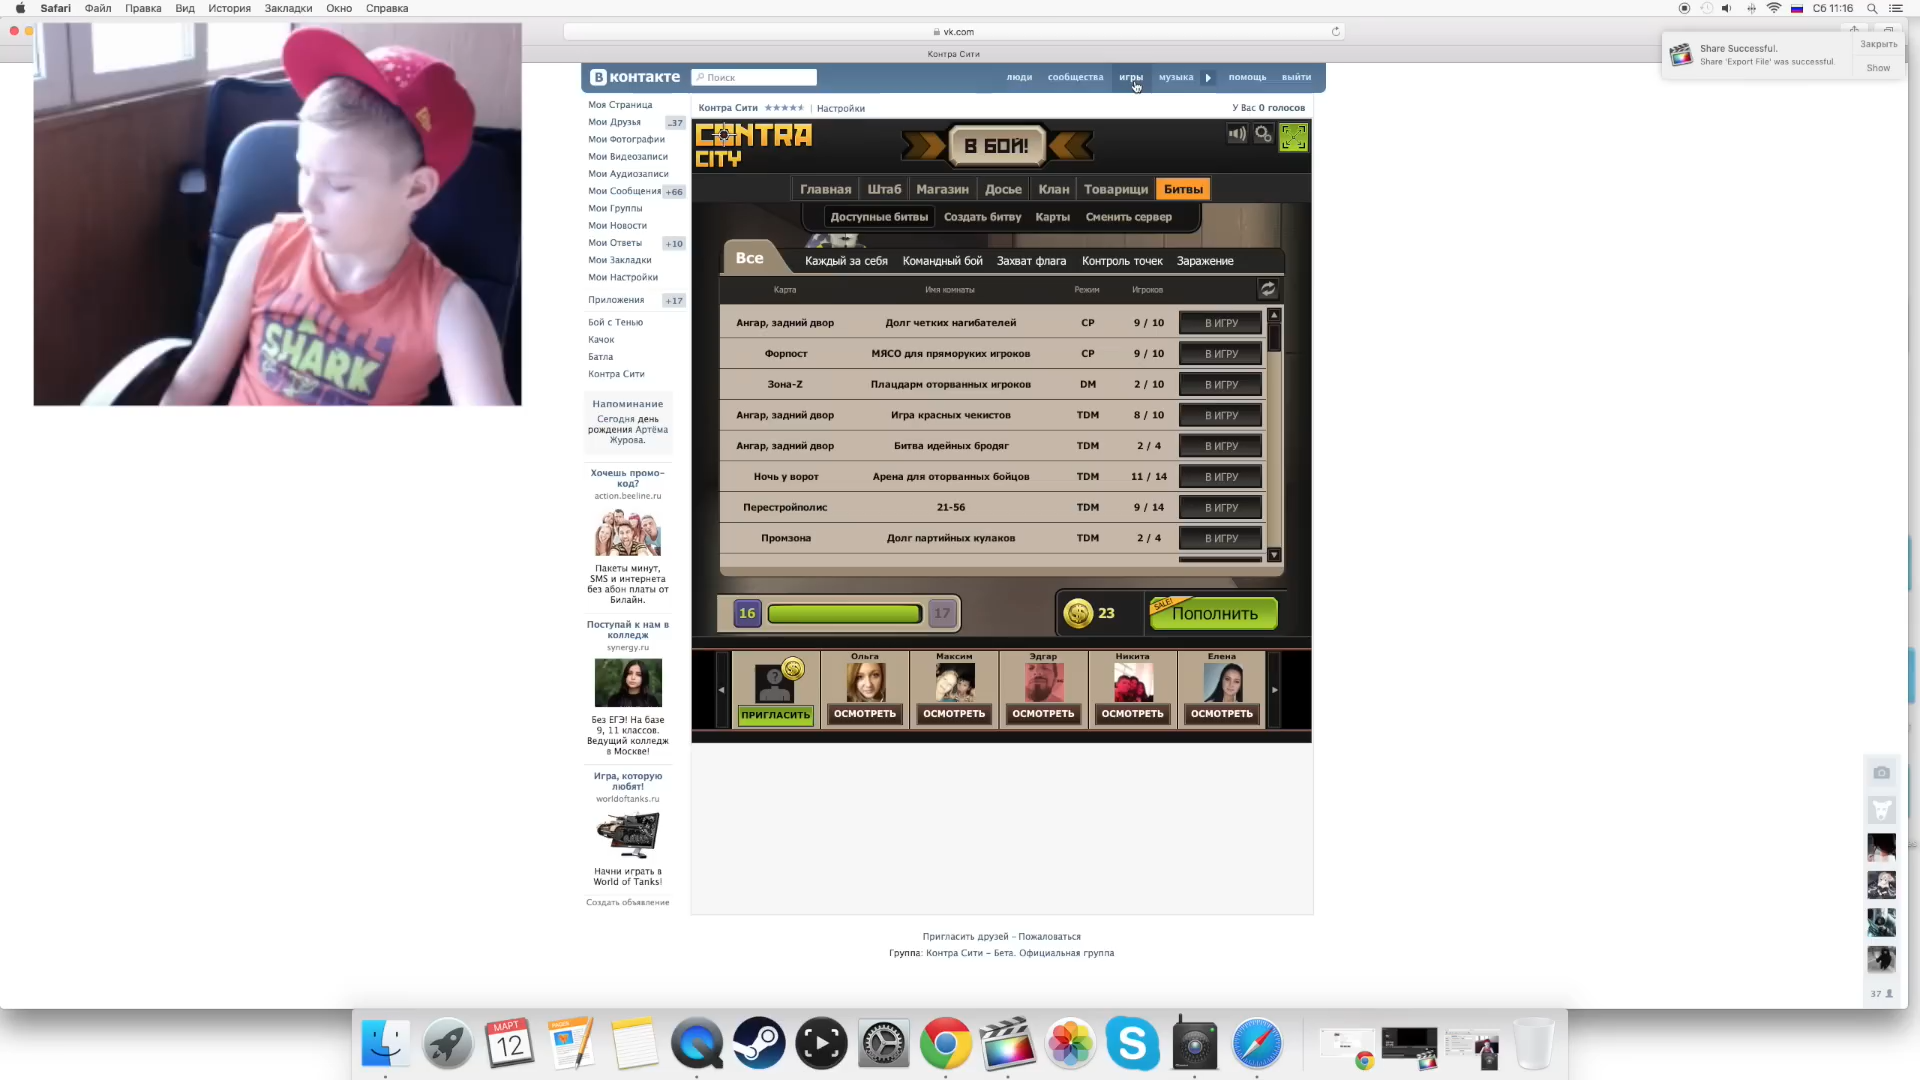 Safari Файл Правка Вид История Закладки Окно Справка
Сб 11:16
vk.com
Контра Сити
Share Successful.
Share 'Export File' was successful.
Закрыть
Show
В контакте
Поиск
люди сообщества игры музыка помощь выйти
Моя Страница
Мои Друзья
Мои Фотографии
Мои Видеозаписи
Мои Аудиозаписи
Мои Сообщения +66
Мои Группы
Мои Новости
Мои Ответы +10
Мои Закладки
Мои Настройки
Приложения +17
Бой с Тенью
Качок
Батла
Контра Сити
Напоминание
Сегодня день
рождения Артёма
Журова.
Хочешь промо-
код?
action.beeline.ru
Пакеты минут,
SMS и интернета
без абон платы от
Билайн.
Поступай к нам в
колледж
synergy.ru
Без ЕГЭ! На базе
9, 11 классов.
Ведущий колледж
в Москве!
Игра, которую
любят!
worldoftanks.ru
Начни играть в
World of Tanks!
Создать объявление
Контра Сити | Настройки
У Вас 0 голосов
CONTRA
CITY
В БОЙ!
Главная Штаб Магазин Досье Клан Товарищи Битвы
Доступные битвы Создать битву Карты Сменить сервер
Все Каждый за себя Командный бой Захват флага Контроль точек Заражение
Карта Имя комнаты Режим Игроков
Ангар, задний двор Долг четких нагибателей CP 9 / 10 В ИГРУ
Форпост МЯСО для пряморуких игроков CP 9 / 10 В ИГРУ
Зона-Z Плацдарм оторванных игроков DM 2 / 10 В ИГРУ
Ангар, задний двор Игра красных чекистов TDM 8 / 10 В ИГРУ
Ангар, задний двор Битва идейных бродяг TDM 2 / 4 В ИГРУ
Ночь у ворот Арена для оторванных бойцов TDM 11 / 14 В ИГРУ
Перестройполис 21-56 TDM 9 / 14 В ИГРУ
Промзона Долг партийных кулаков TDM 2 / 4 В ИГРУ
16 17 23 SALE! Пополнить
Ольга Максим Эдгар Никита Елена
ПРИГЛАСИТЬ ОСМОТРЕТЬ ОСМОТРЕТЬ ОСМОТРЕТЬ ОСМОТРЕТЬ ОСМОТРЕТЬ
Пригласить друзей - Пожаловаться
Группа: Контра Сити – Бета. Официальная группа
37
SHARK
МАРТ
12
PAGES